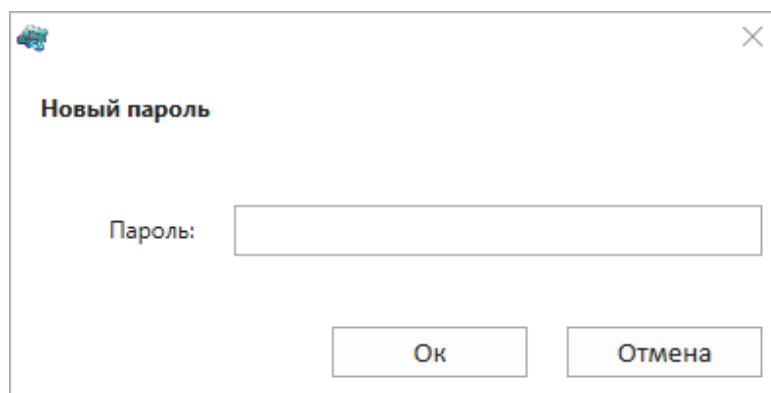 Новый пароль
Пароль:
Ок Отмена